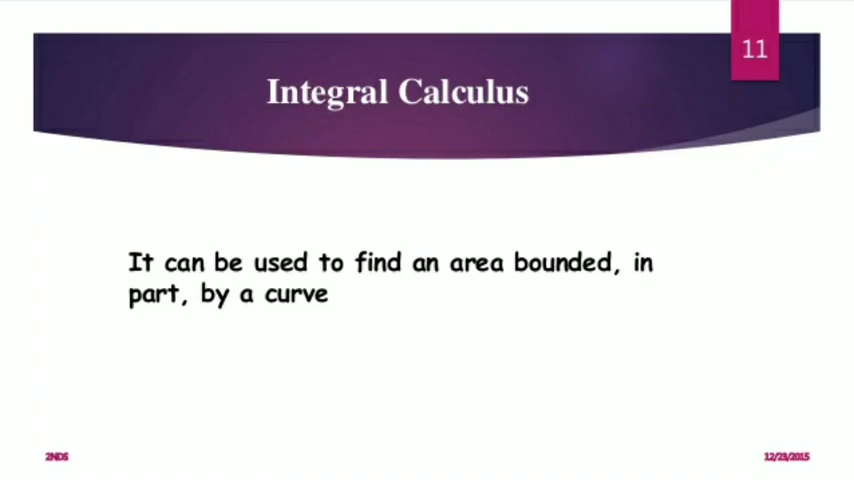 11
Integral Calculus
It can be used to find an area bounded, in
part, by a curve
2NDS
12/23/2015